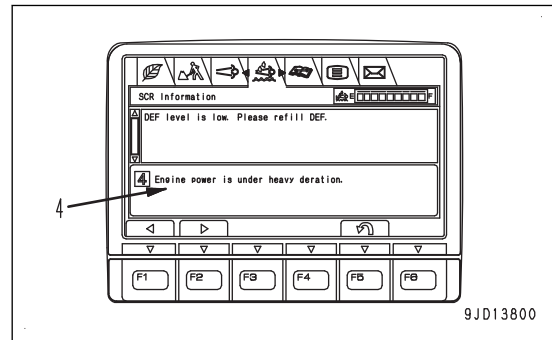 SCR Information
E F
DEF level is low. Please refill DEF.
4 Engine power is under heavy deration.
4
F1 F2 F3 F4 F5 F6
9JD13800